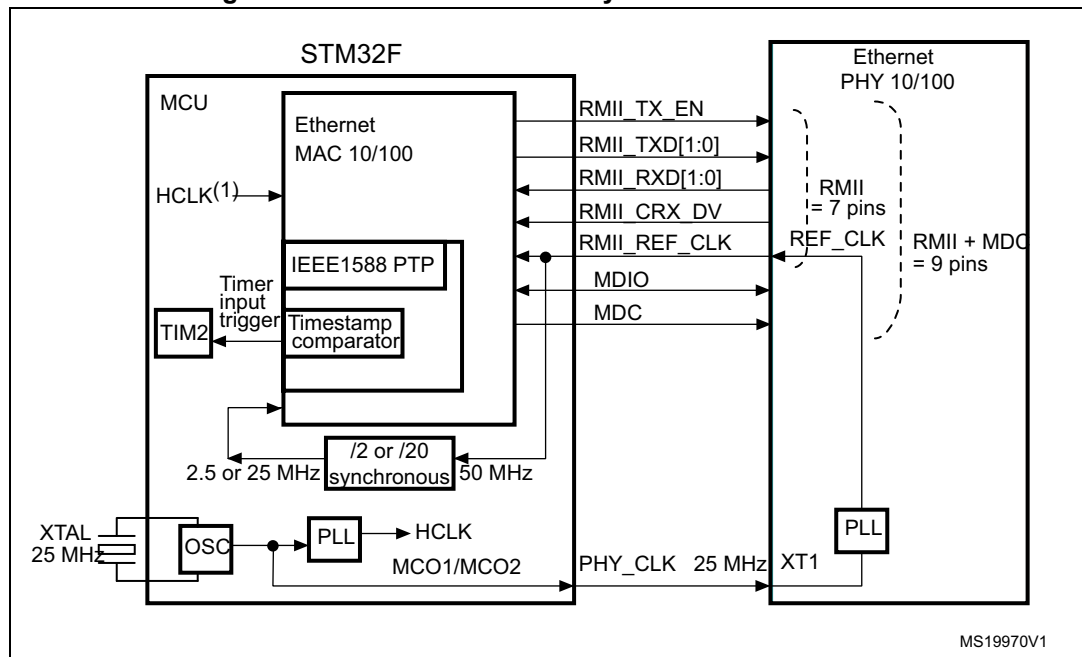 STM32F
MCU
Ethernet
MAC 10/100
HCLK(1)
IEEE1588 PTP
Timer
input
trigger
TIM2
Timestamp
comparator
/2 or /20
synchronous
2.5 or 25 MHz
50 MHz
XTAL
25 MHz
OSC
PLL
HCLK
MCO1/MCO2
RMII_TX_EN
RMII_TXD[1:0]
RMII_RXD[1:0]
RMII_CRX_DV
RMII_REF_CLK
MDIO
MDC
PHY_CLK 25 MHz
Ethernet
PHY 10/100
RMII
= 7 pins
REF_CLK
RMII + MDC
= 9 pins
PLL
XT1
MS19970V1